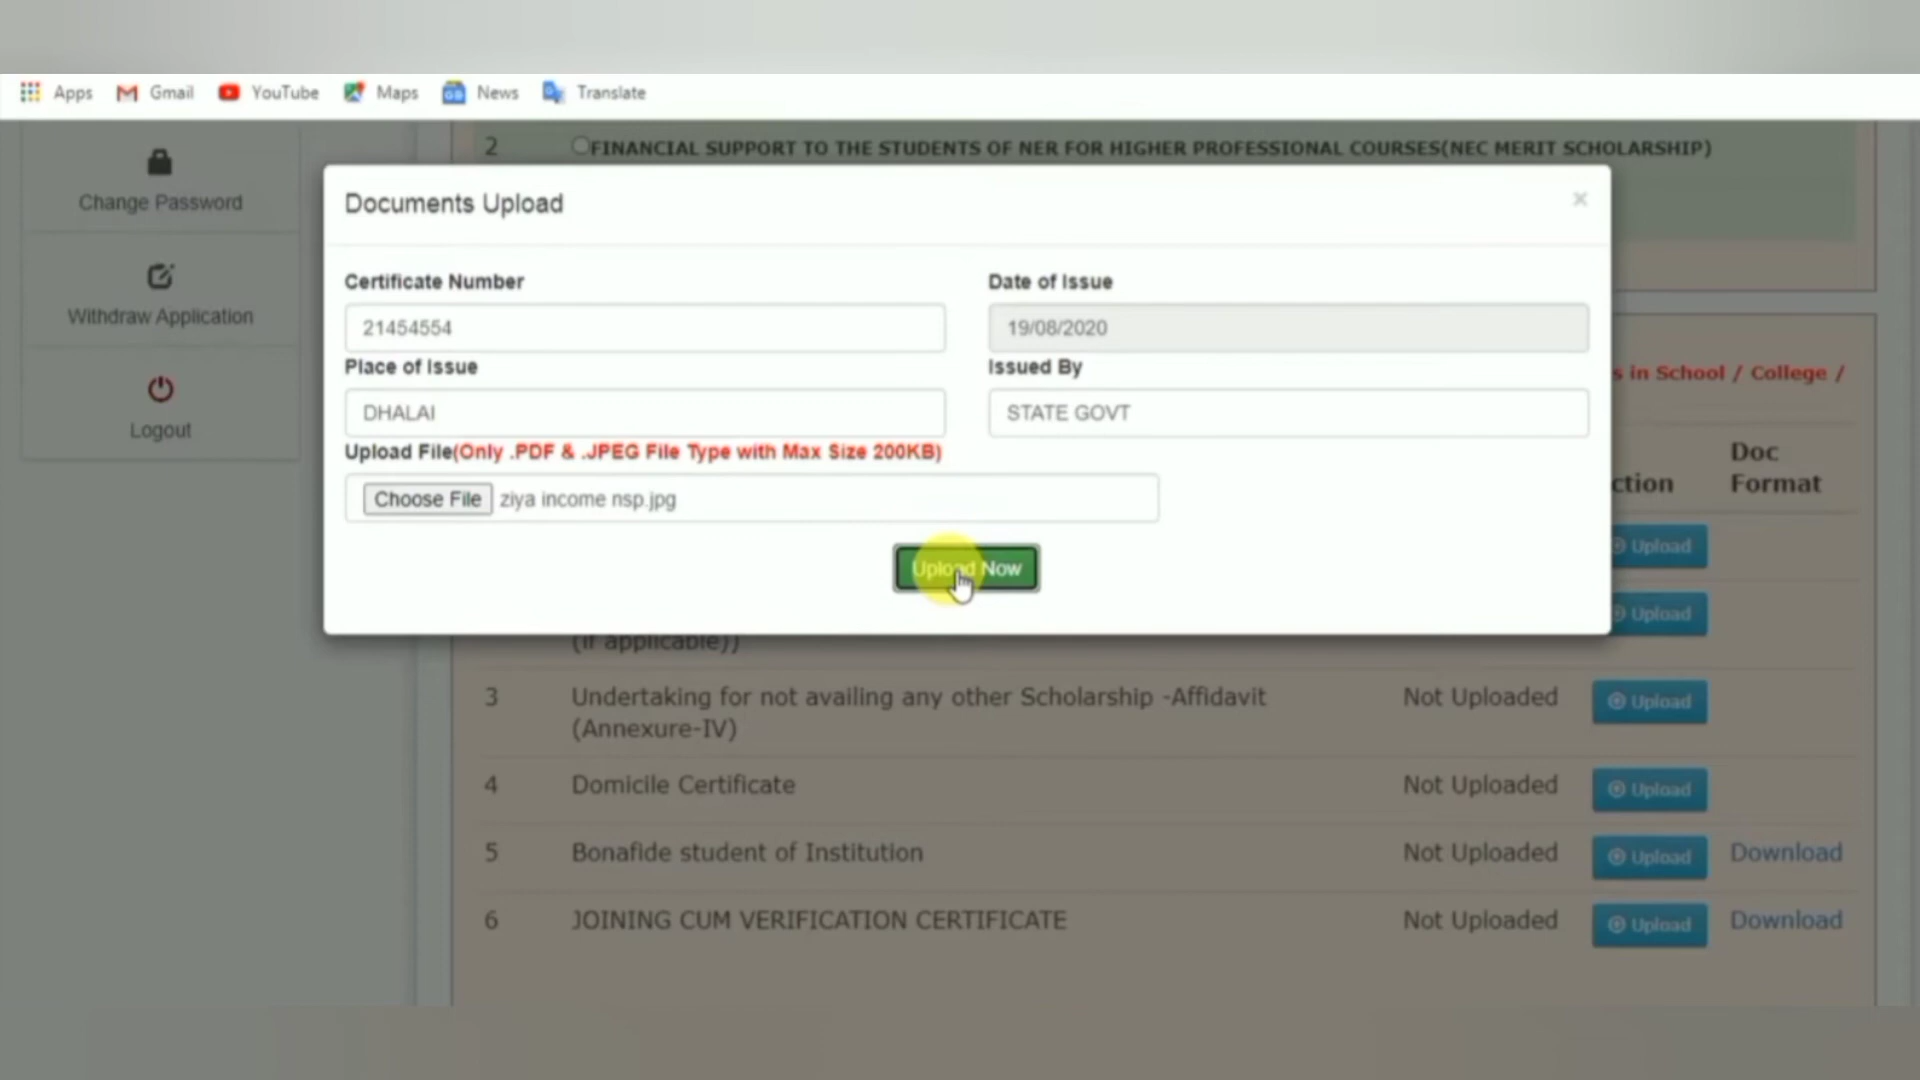 Apps Gmail YouTube Maps News Translate
2 FINANCIAL SUPPORT TO THE STUDENTS OF NER FOR HIGHER PROFESSIONAL COURSES(NEC MERIT SCHOLARSHIP)
Change Password
Withdraw Application
Logout
Documents Upload ×
Certificate Number Date of Issue
21454554 19/08/2020
Place of Issue Issued By
DHALAI STATE GOVT
Upload File(Only .PDF & .JPEG File Type with Max Size 200KB)
Choose File ziya income nsp.jpg
Upload Now
s in School / College /
ction Doc
Format
Upload
Upload
(if applicable))
3 Undertaking for not availing any other Scholarship -Affidavit Not Uploaded Upload
(Annexure-IV)
4 Domicile Certificate Not Uploaded Upload
5 Bonafide student of Institution Not Uploaded Upload Download
6 JOINING CUM VERIFICATION CERTIFICATE Not Uploaded Upload Download